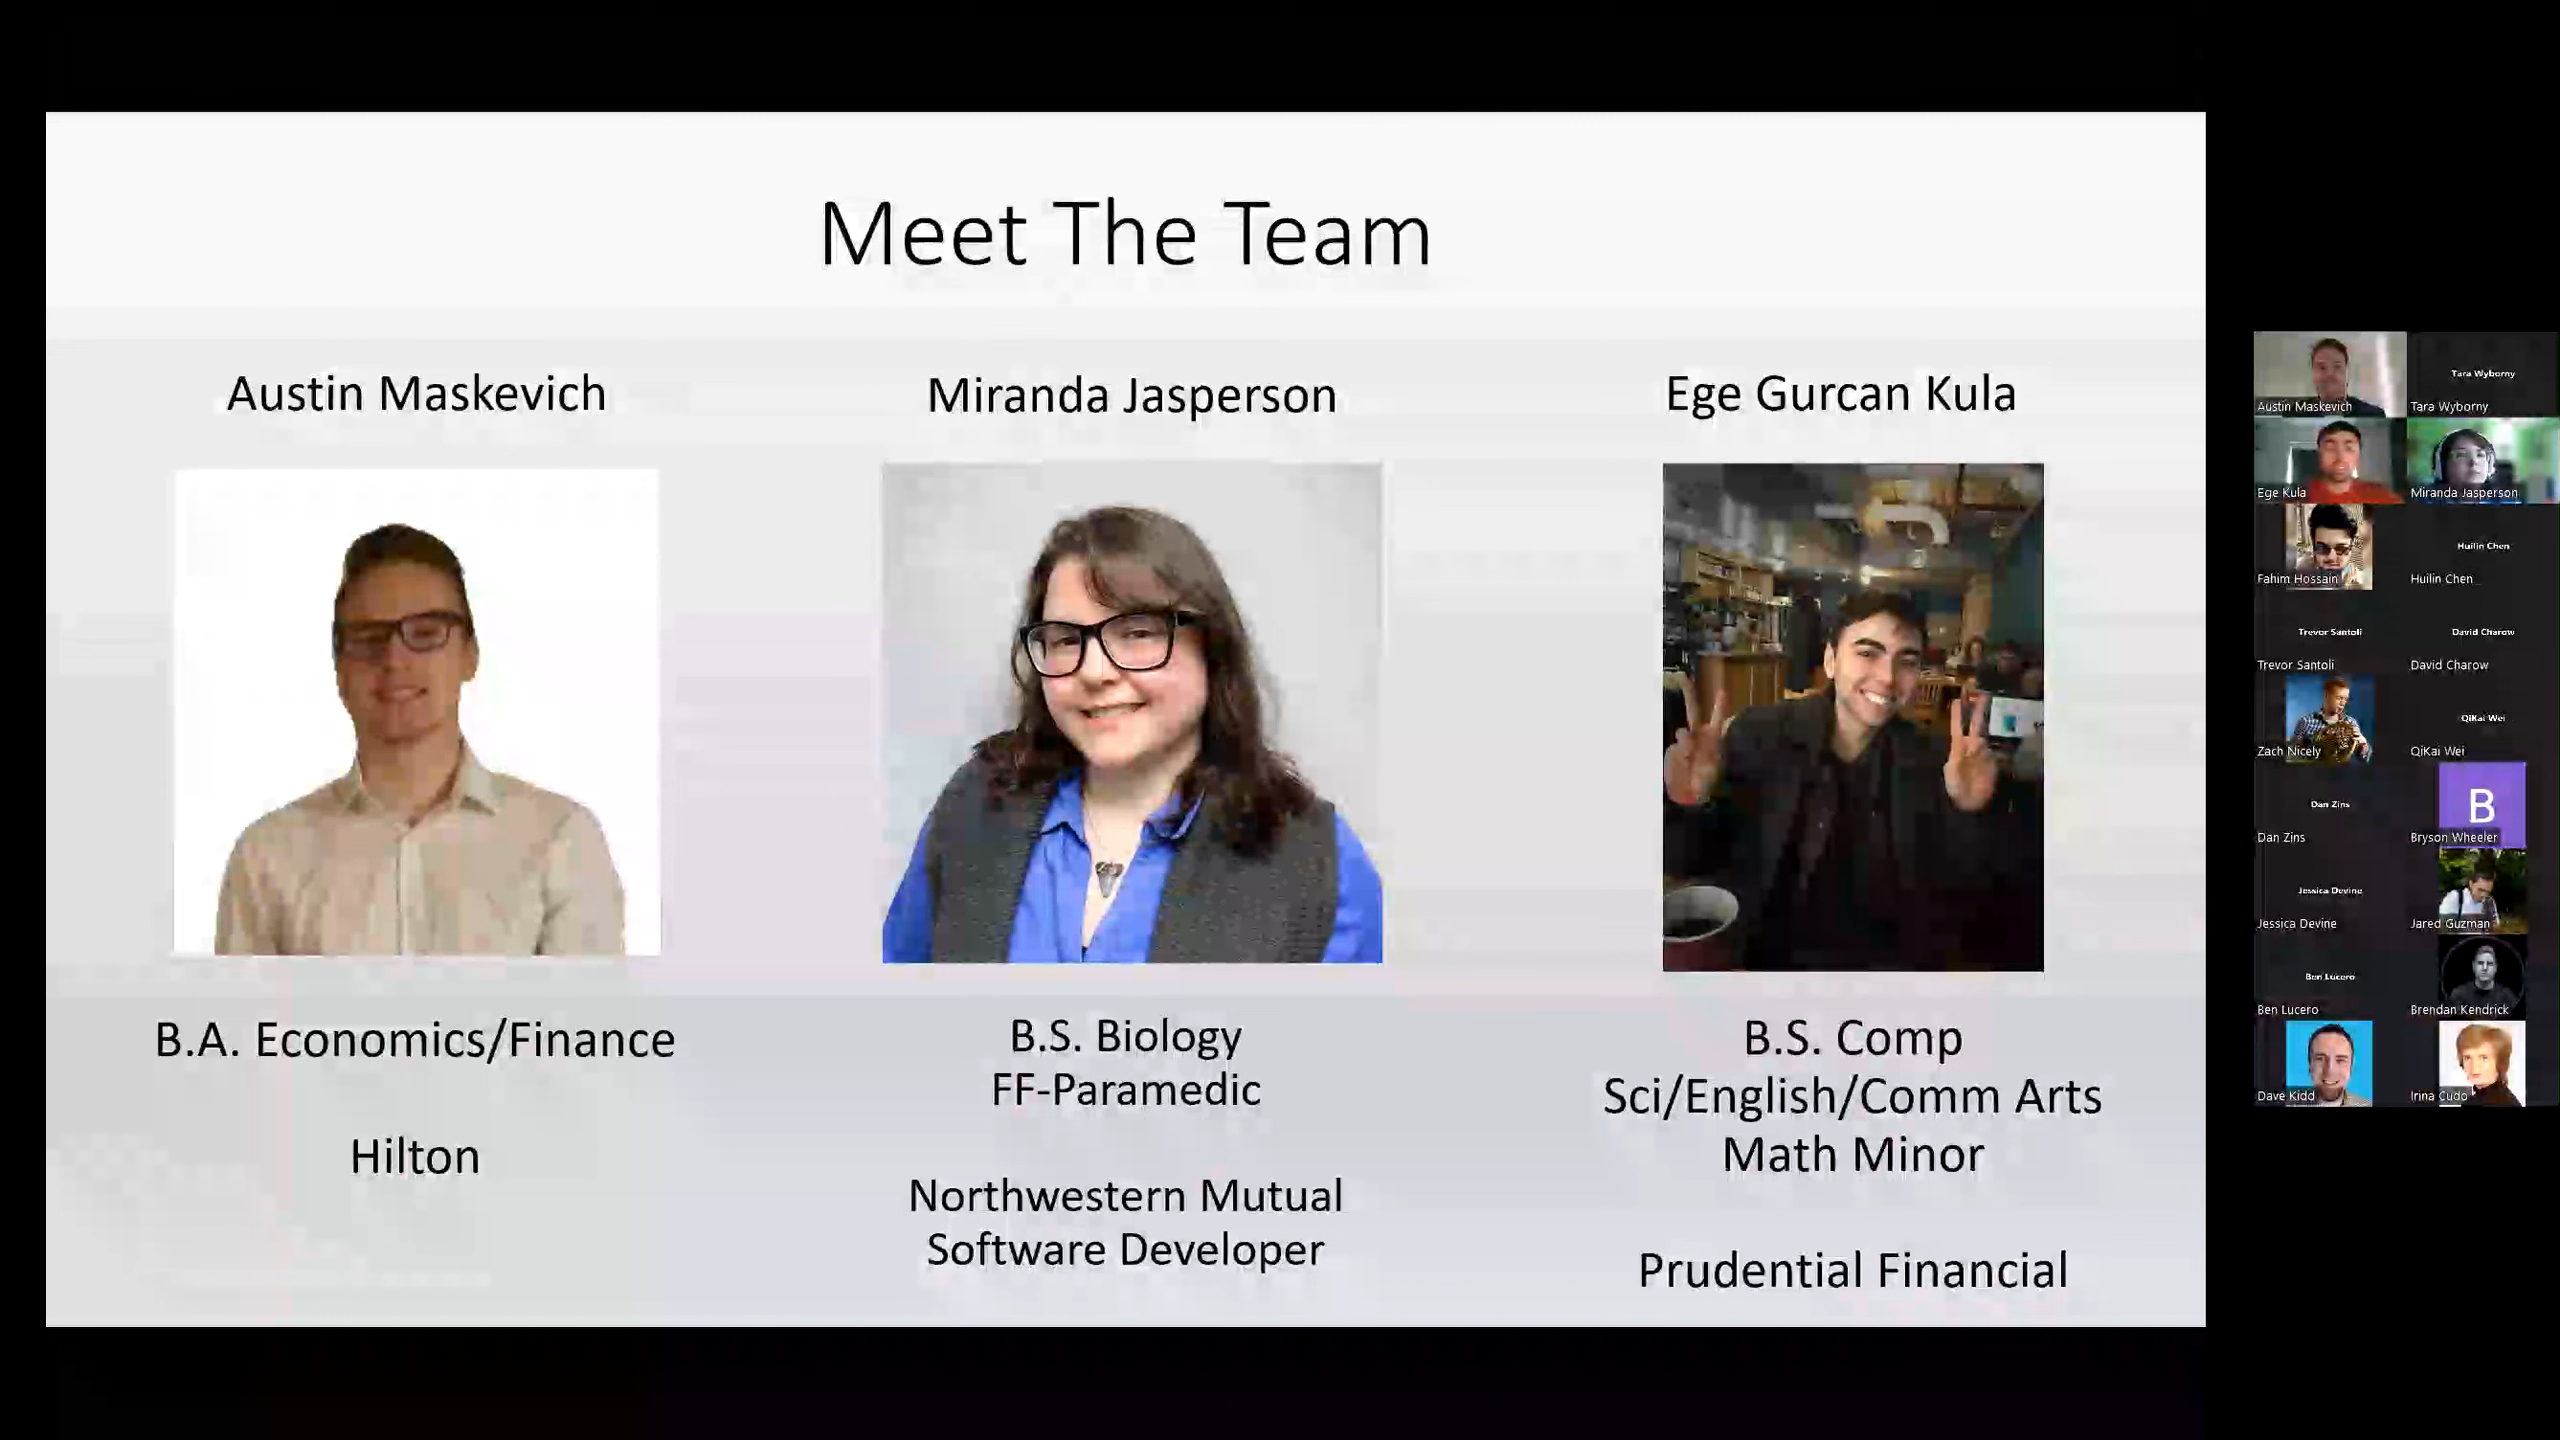 Meet The Team
Austin Maskevich
Miranda Jasperson
Ege Gurcan Kula
B.A. Economics/Finance
Hilton
B.S. Biology
FF-Paramedic
Northwestern Mutual
Software Developer
B.S. Comp
Sci/English/Comm Arts
Math Minor
Prudential Financial
Austin Maskevich
Tara Wyborny
Tara Wyborny
Ege Kula
Miranda Jasperson
Fahim Hossain
Huilin Chen
Huilin Chen
Trevor Santoli
Trevor Santoli
David Charow
David Charow
Zach Nicely
QiKai Wei
QiKai Wei
Dan Zins
Dan Zins
B
Bryson Wheeler
Jessica Devine
Jessica Devine
Jared Guzman
Ben Lucero
Ben Lucero
Brendan Kendrick
Dave Kidd
Irina Cudo